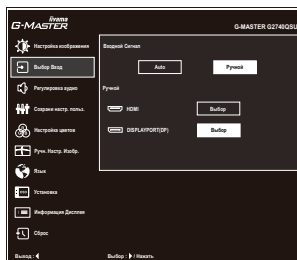 iiyama
G-MASTER
G-MASTER G2740QSU
Настройка изображения
Выбор Вход
Регулировка аудио
Сохрани настр. польз.
Настройка цветов
Ручн. Настр. Изобр.
Язык
Установка
Информация Дисплея
Сброс
Входной Сигнал
Auto
Ручной
Ручной
HDMI
Выбор
DISPLAYPORT(DP)
Выбор
Выход :
Выбор : / Нажать